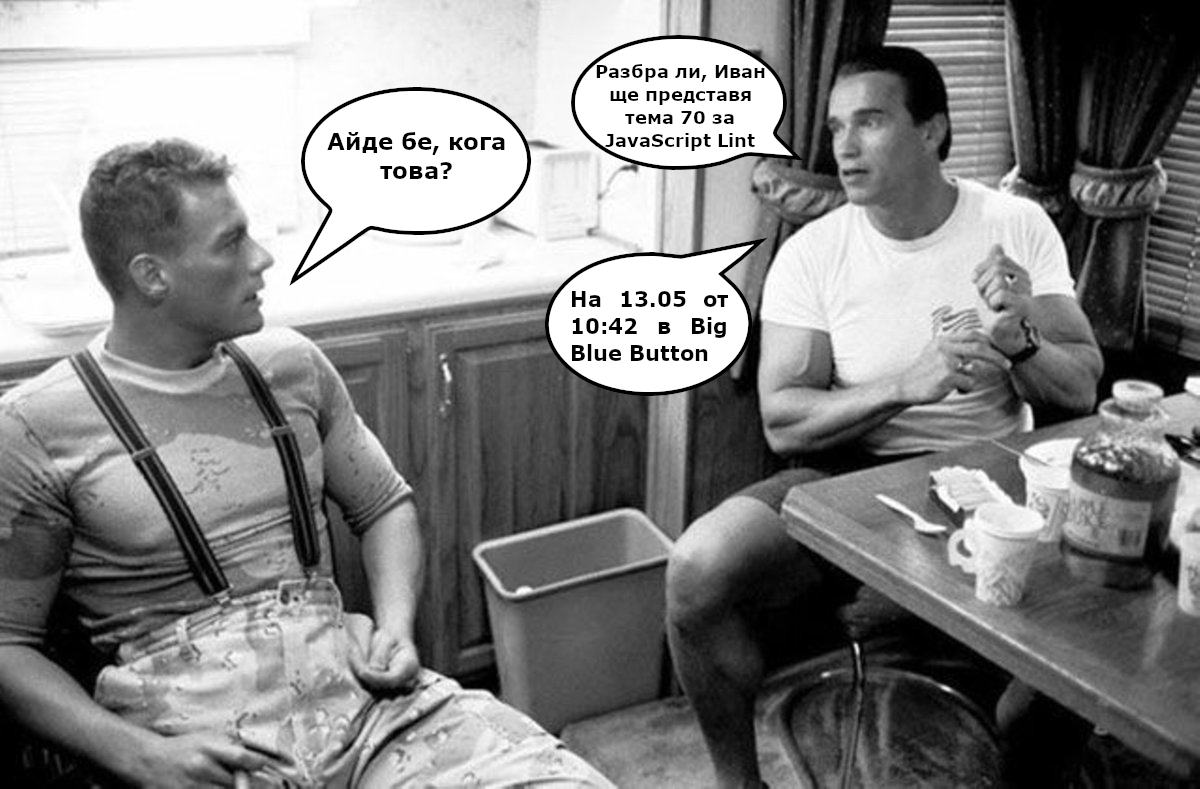 Разбра ли, Иван
ще представя
тема 70 за
JavaScript Lint
Айде бе, кога
това?
На 13.05 от
10:42 в Big
Blue Button